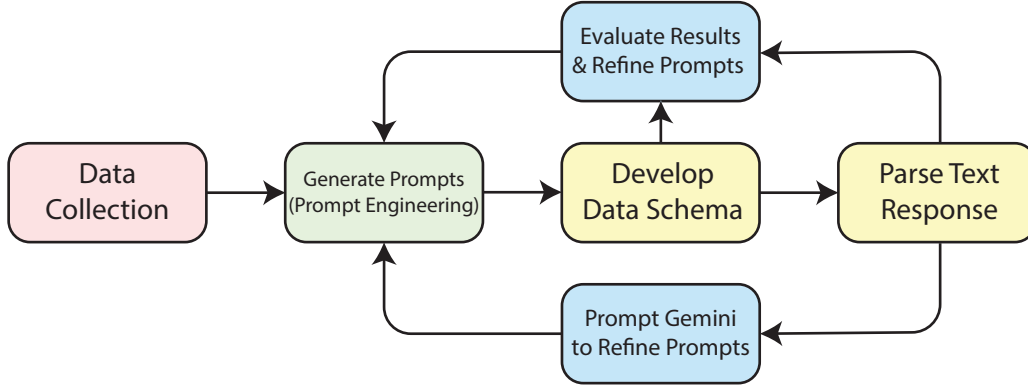 Evaluate Results
& Refine Prompts
Data
Collection
Generate Prompts
(Prompt Engineering)
Develop
Data Schema
Parse Text
Response
Prompt Gemini
to Refine Prompts